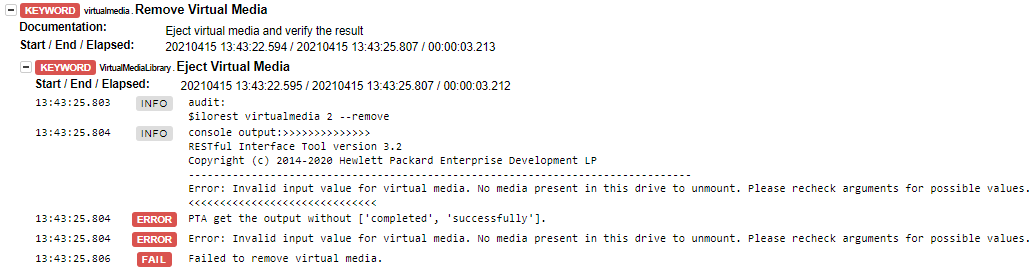 KEYWORD virtualmedia . Remove Virtual Media
Documentation: Eject virtual media and verify the result
Start / End / Elapsed: 20210415 13:43:22.594 / 20210415 13:43:25.807 / 00:00:03.213
KEYWORD VirtualMediaLibrary . Eject Virtual Media
Start / End / Elapsed: 20210415 13:43:22.595 / 20210415 13:43:25.807 / 00:00:03.212
13:43:25.803 INFO audit:
$ilorest virtualmedia 2 --remove
13:43:25.804 INFO console output:>>>>>>>>>>>>>>
RESTful Interface Tool version 3.2
Copyright (c) 2014-2020 Hewlett Packard Enterprise Development LP
--------------------------------------------------------------------------------
Error: Invalid input value for virtual media. No media present in this drive to unmount. Please recheck arguments for possible values.
<<<<<<<<<<<<<<<<<<<<<<<<<<<<<<
13:43:25.804 ERROR PTA get the output without ['completed', 'successfully'].
13:43:25.804 ERROR Error: Invalid input value for virtual media. No media present in this drive to unmount. Please recheck arguments for possible values.
13:43:25.806 FAIL Failed to remove virtual media.